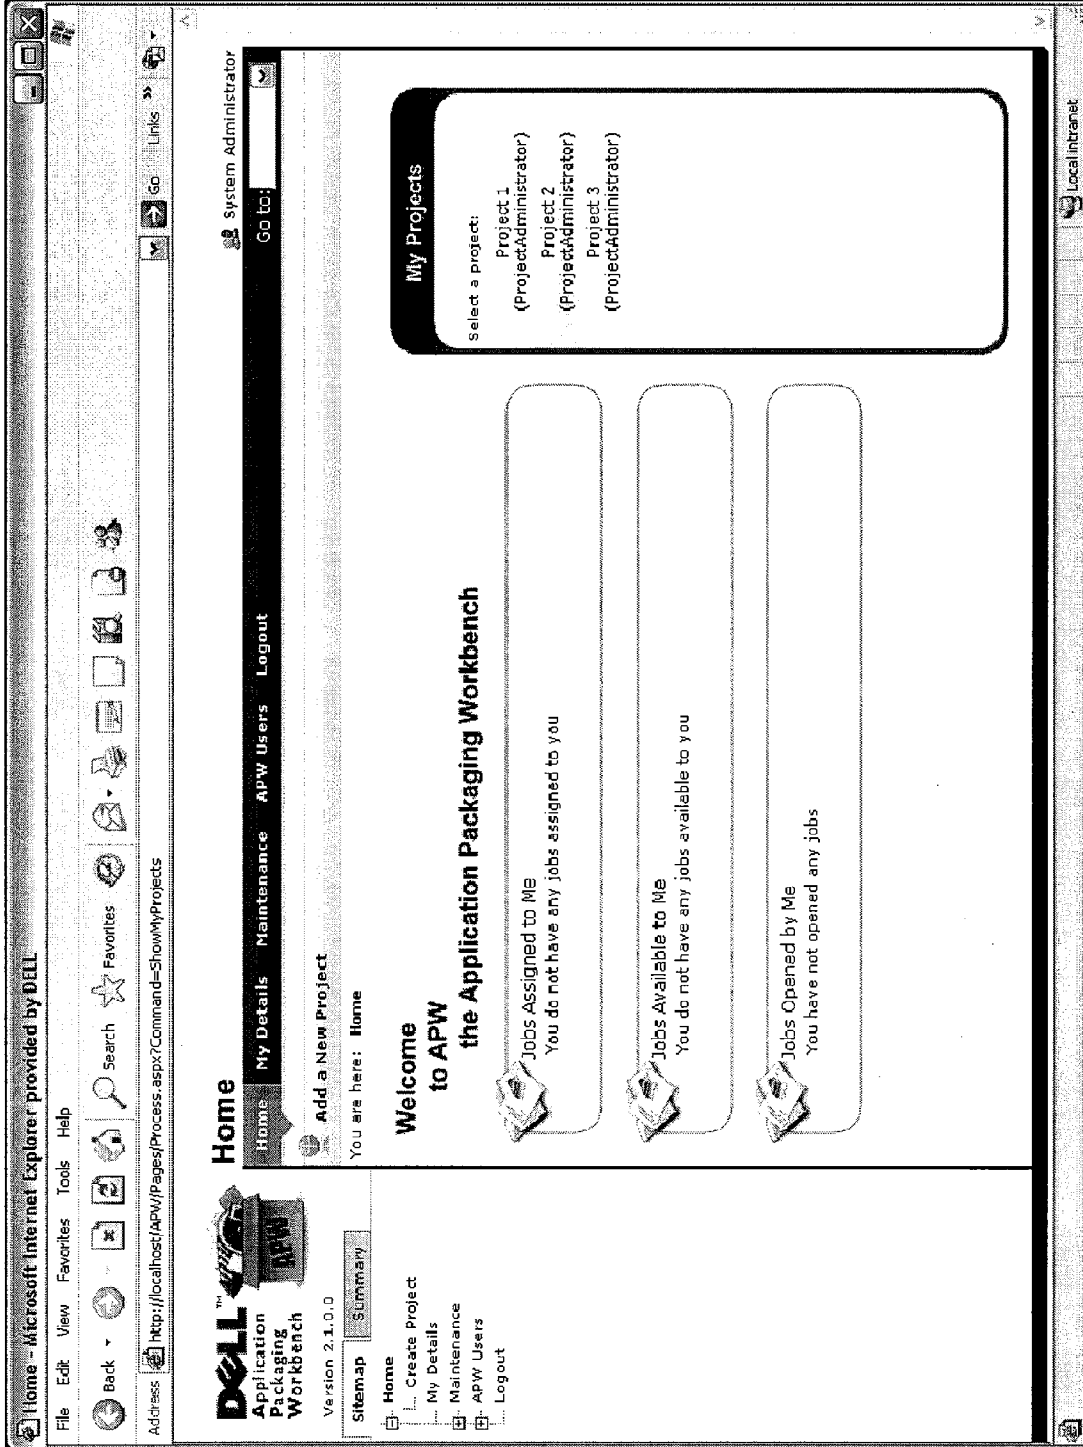 Home - Microsoft Internet Explorer provided by DELL
File Edit View Favorites Tools Help
Back Search Favorites
Address http://localhost/APW/Pages/Process.aspx?Command=ShowMyProjects Go Links »
DELL™
Application
Packaging
Workbench
APW
Version 2.1.0.0
Sitemap Summary
Home
Create Project
My Details
Maintenance
APW Users
Logout
Home
System Administrator
Home My Details Maintenance APW Users Logout Go to:
Add a New Project
You are here: Home
Welcome
to APW
the Application Packaging Workbench
Jobs Assigned to Me
You do not have any jobs assigned to you
Jobs Available to Me
You do not have any jobs available to you
Jobs Opened by Me
You have not opened any jobs
My Projects
Select a project:
Project 1
(ProjectAdministrator)
Project 2
(ProjectAdministrator)
Project 3
(ProjectAdministrator)
Local intranet